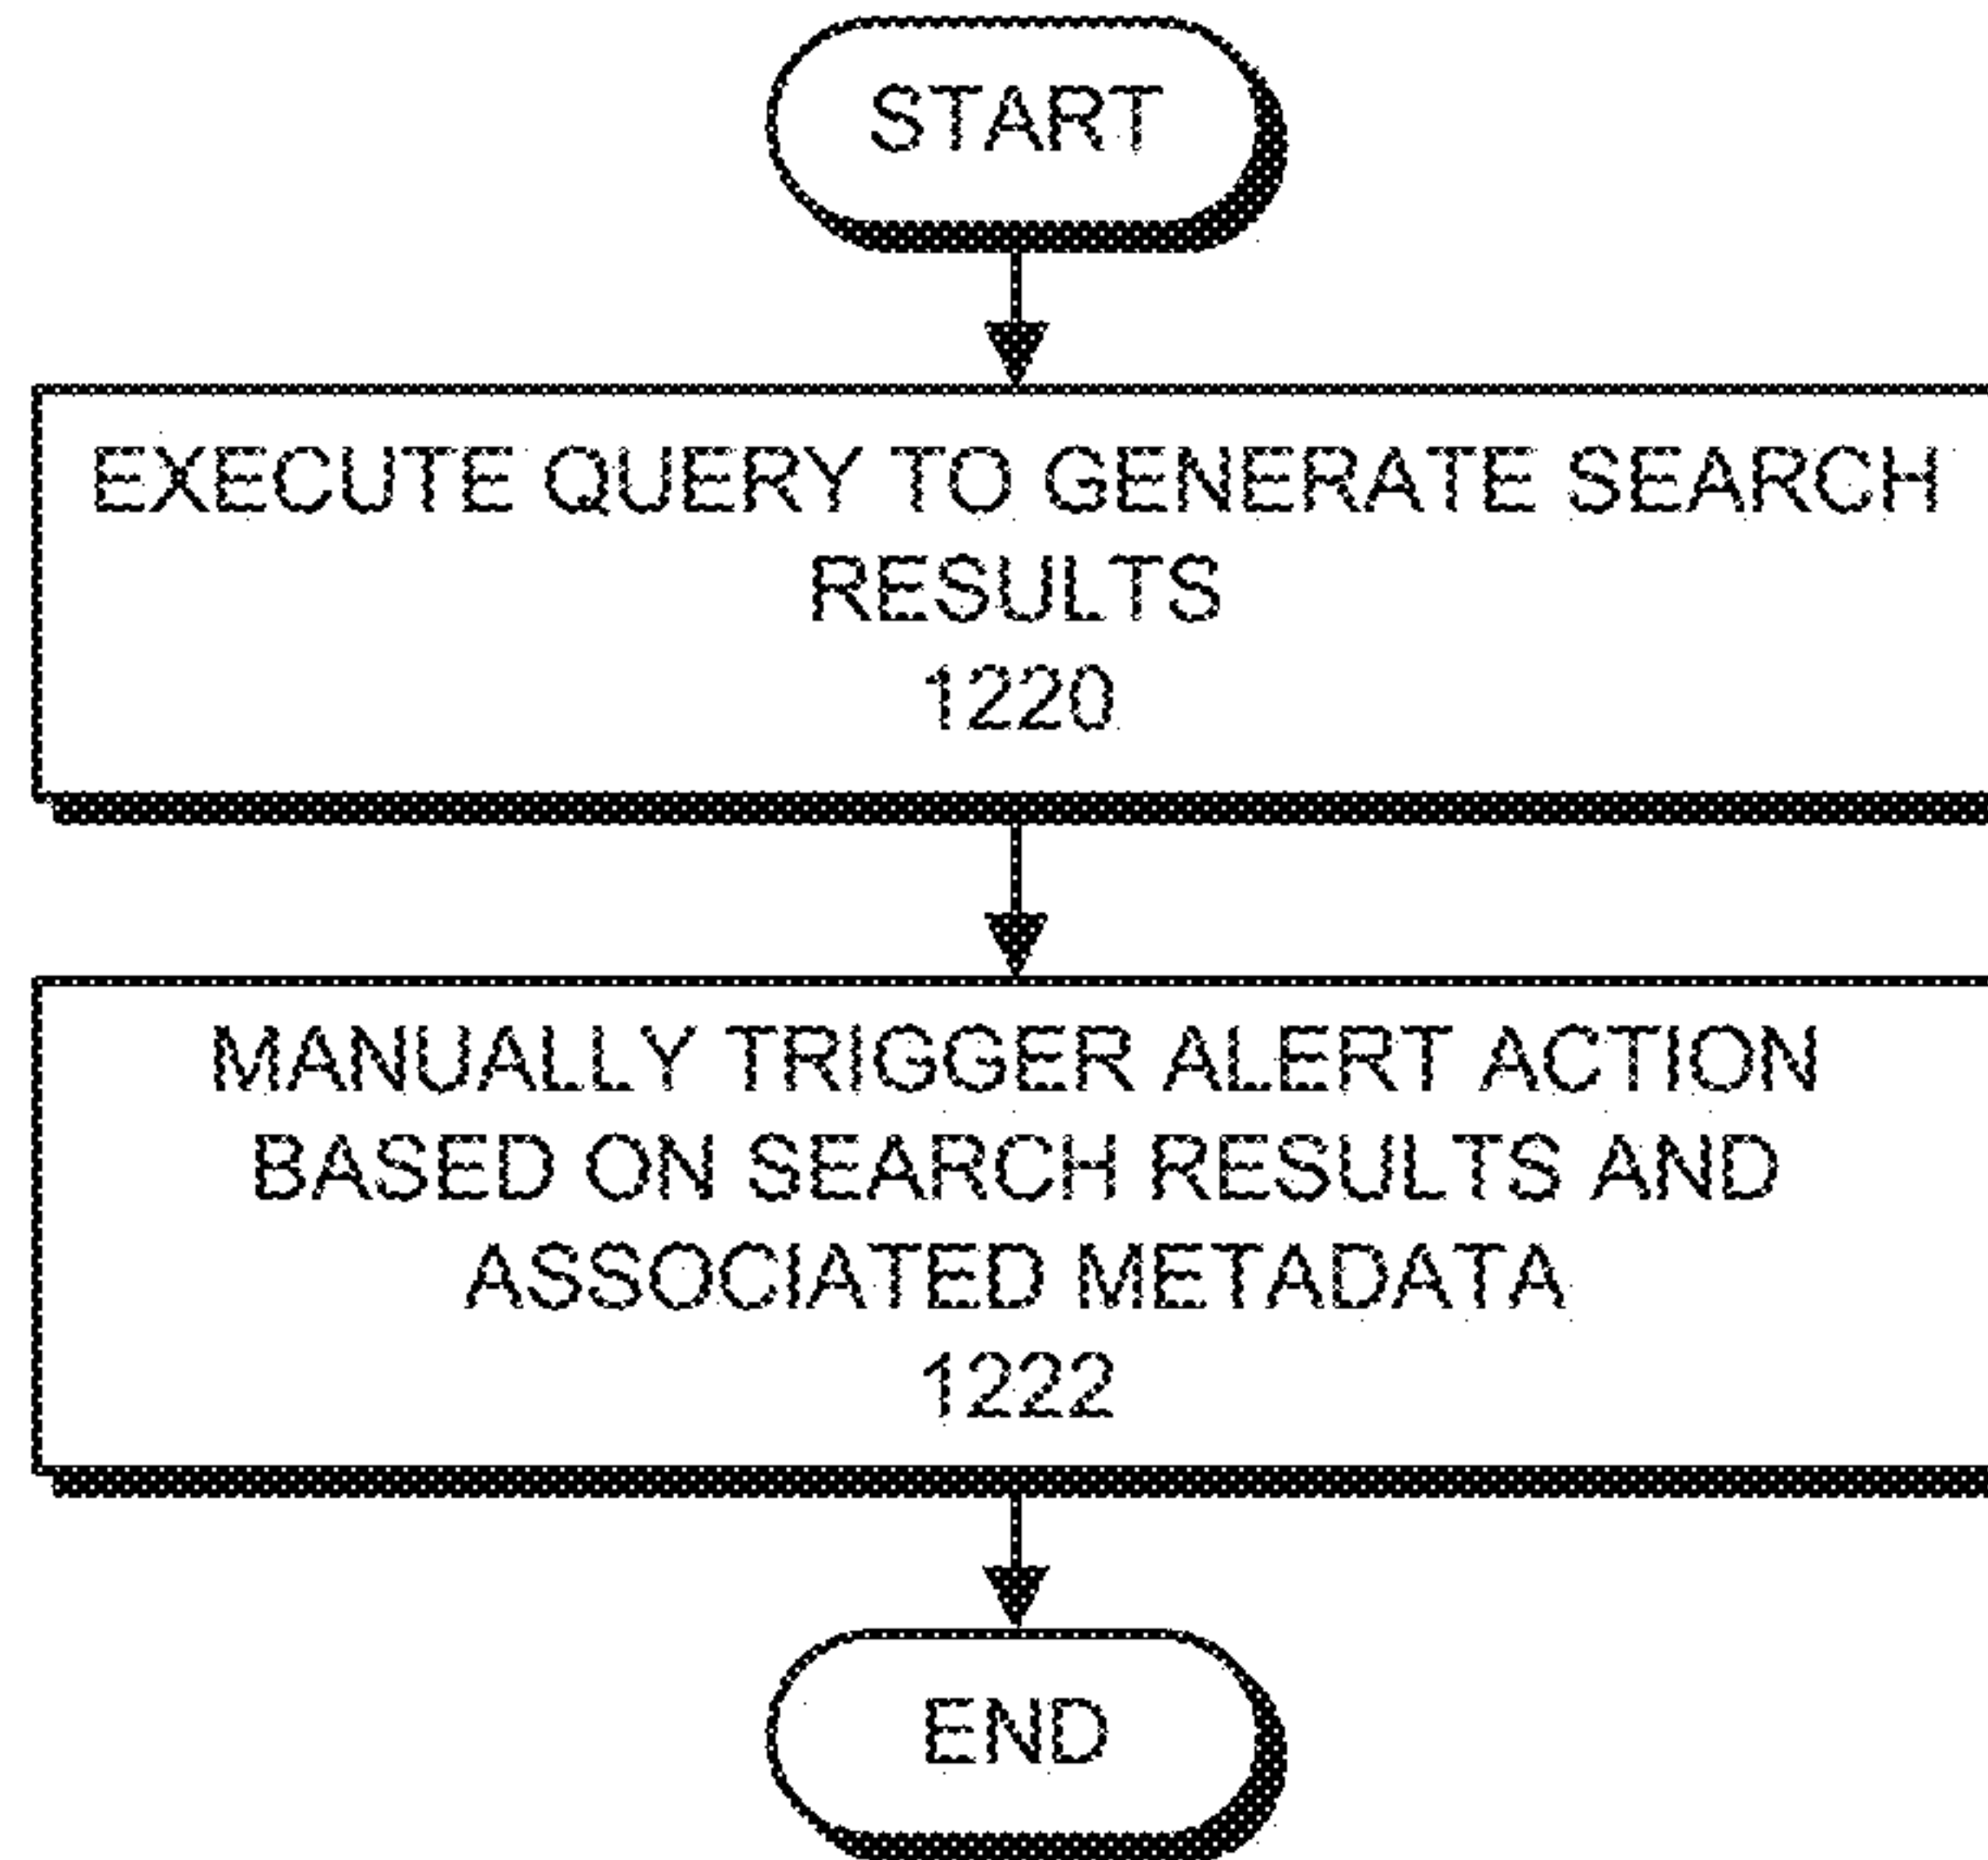 START
EXECUTE QUERY TO GENERATE SEARCH
RESULTS
1220
MANUALLY TRIGGER ALERT ACTION
BASED ON SEARCH RESULTS AND
ASSOCIATED METADATA
1222
END